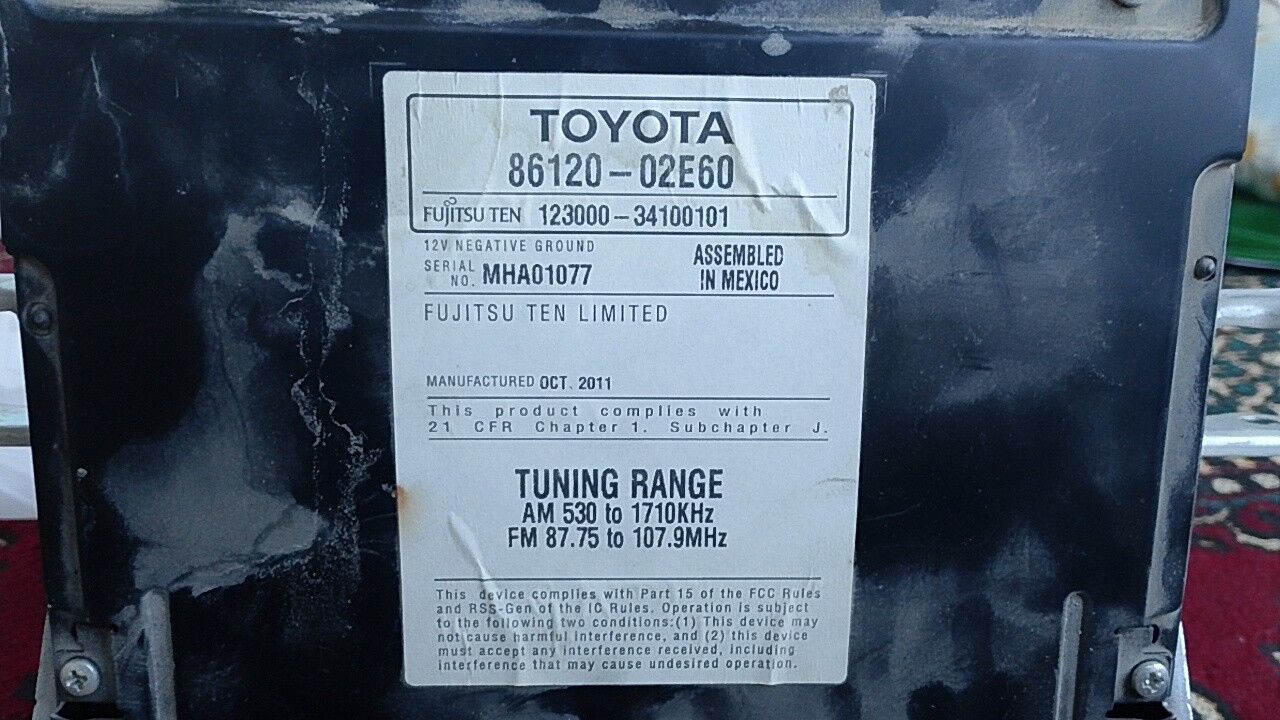 TOYOTA
86120-02E60
FUJITSU TEN 123000-34100101
12V NEGATIVE GROUND
SERIAL NO. MHA01077
ASSEMBLED
IN MEXICO
FUJITSU TEN LIMITED
MANUFACTURED OCT. 2011
This product complies with
21 CFR Chapter 1. Subchapter J.
TUNING RANGE
AM 530 to 1710KHz
FM 87.75 to 107.9MHz
This device complies with Part 15 of the FCC Rules
and RSS-Gen of the IC Rules. Operation is subject
to the following two conditions:(1) This device may
not cause harmful interference, and (2) this device
must accept any interference received, including
interference that may cause undesired operation.